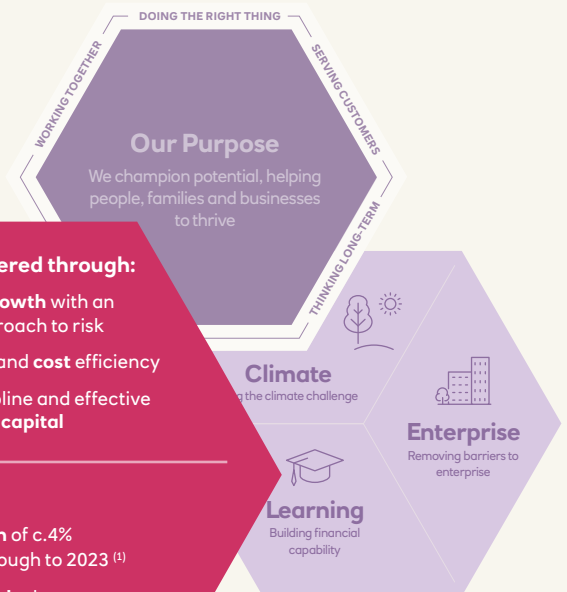 DOING THE RIGHT THING
WORKING TOGETHER
SERVING CUSTOMERS
THINKING LONG-TERM
Our Purpose
We champion potential, helping
people, families and businesses
to thrive
ered through:
owth with an
roach to risk
and cost efficiency
line and effective
capital
n of c.4%
ough to 2023 (1)
Climate
g the climate challenge
Enterprise
Removing barriers to
enterprise
Learning
Building financial
capability